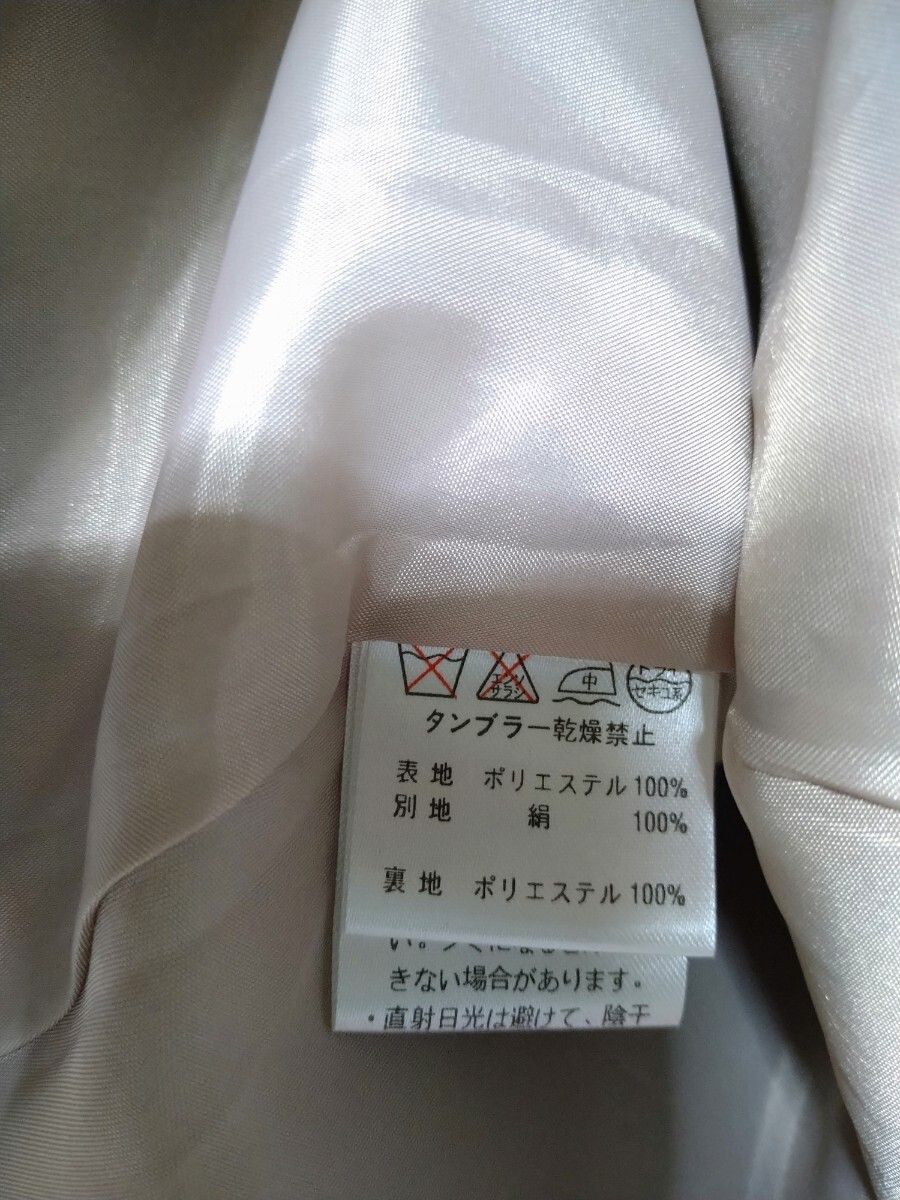 エンソ
サラシ
中
ドライ
セキユ系
タンブラー乾燥禁止
表地 ポリエステル 100%
別地 絹 100%
裏地 ポリエステル 100%
きない場合があります。
・直射日光は避けて、陰干